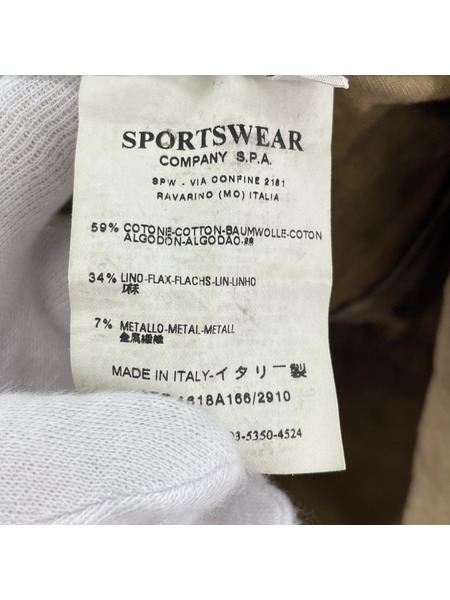 SPORTSWEAR
COMPANY S.P.A.
SPW - VIA CONFINE 2161
RAVARINO (MO) ITALIA
59% COTONE-COTTON-BAUMWOLLE-COTON
ALGODON-ALGODAO-綿
34% LINO-FLAX-FLACHS-LIN-LINHO
麻
7% METALLO-METAL-METALL
金属繊維
MADE IN ITALY-イタリー製
1618A166/2910
03-5350-4524